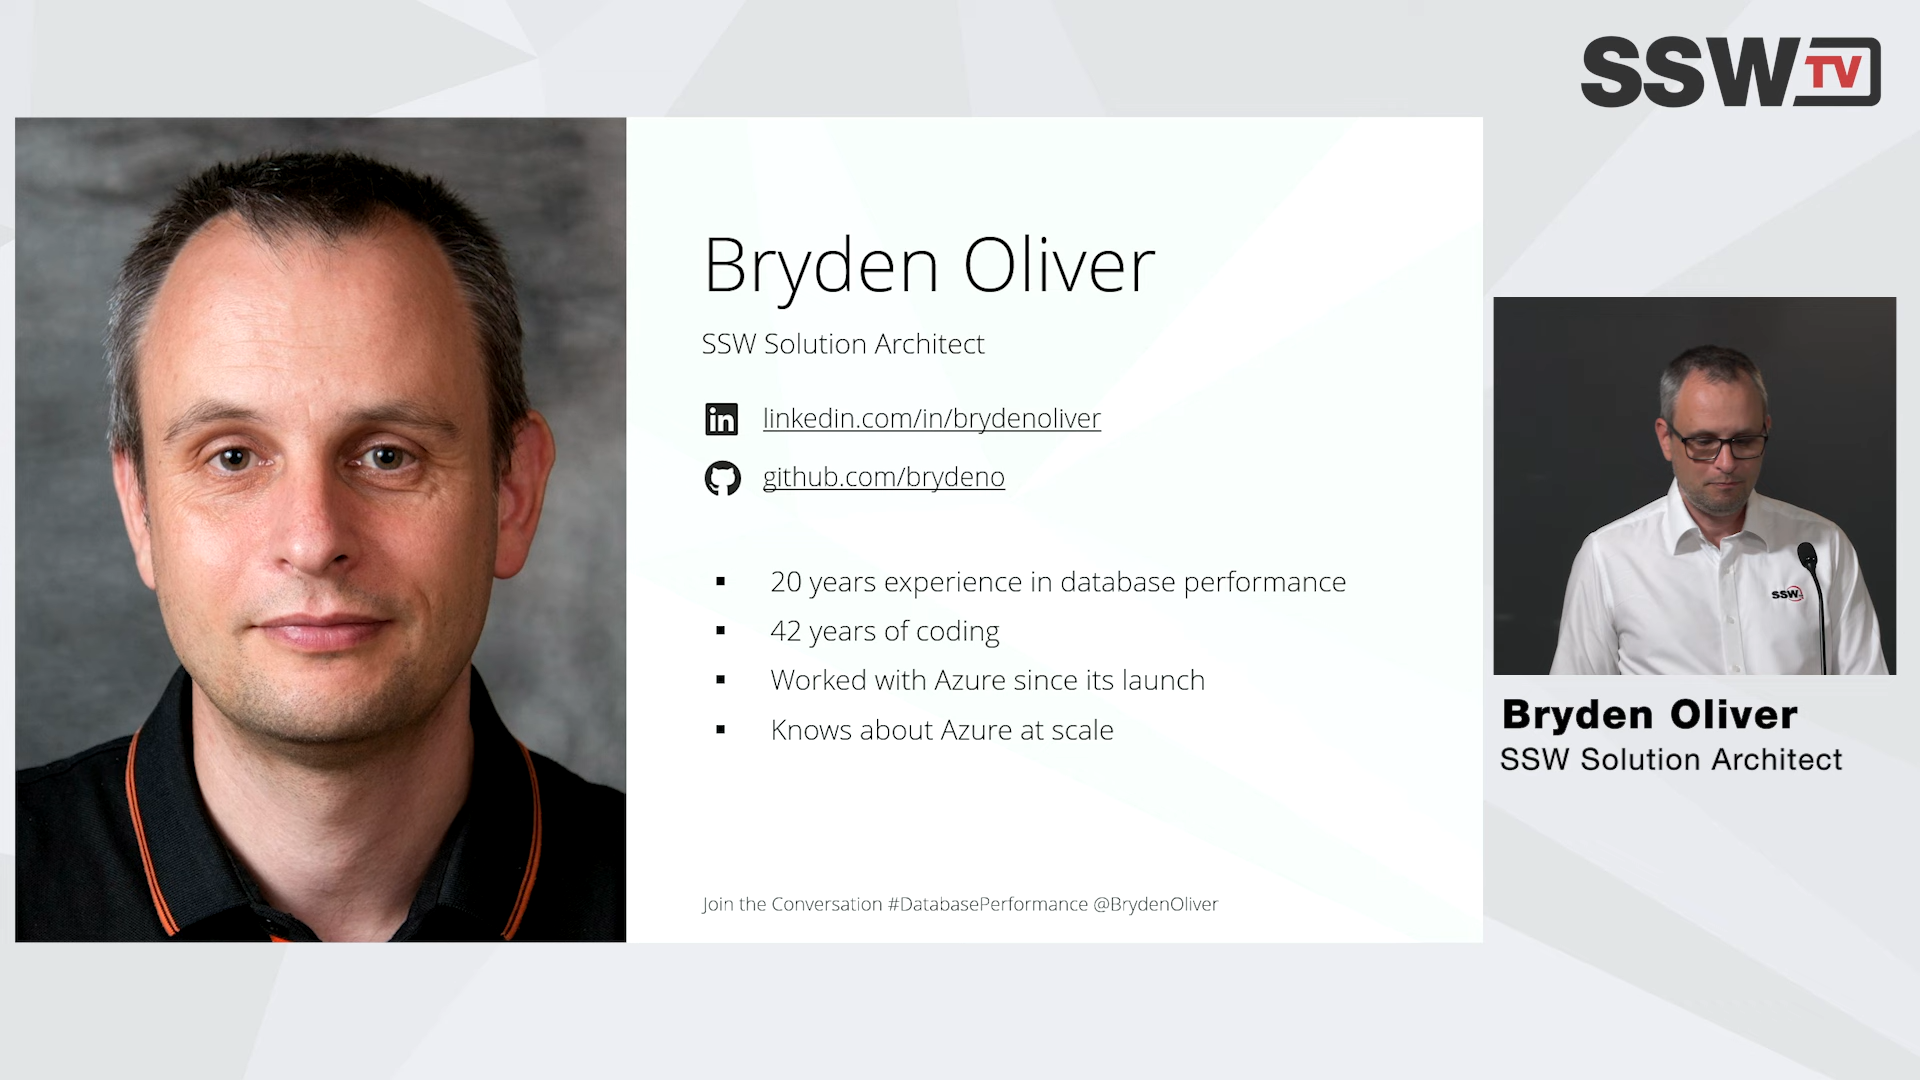 SSW TV
Bryden Oliver
SSW Solution Architect
in linkedin.com/in/brydenoliver
github.com/brydeno
▪ 20 years experience in database performance
▪ 42 years of coding
▪ Worked with Azure since its launch
▪ Knows about Azure at scale
Join the Conversation #DatabasePerformance @BrydenOliver
SSW
Bryden Oliver
SSW Solution Architect